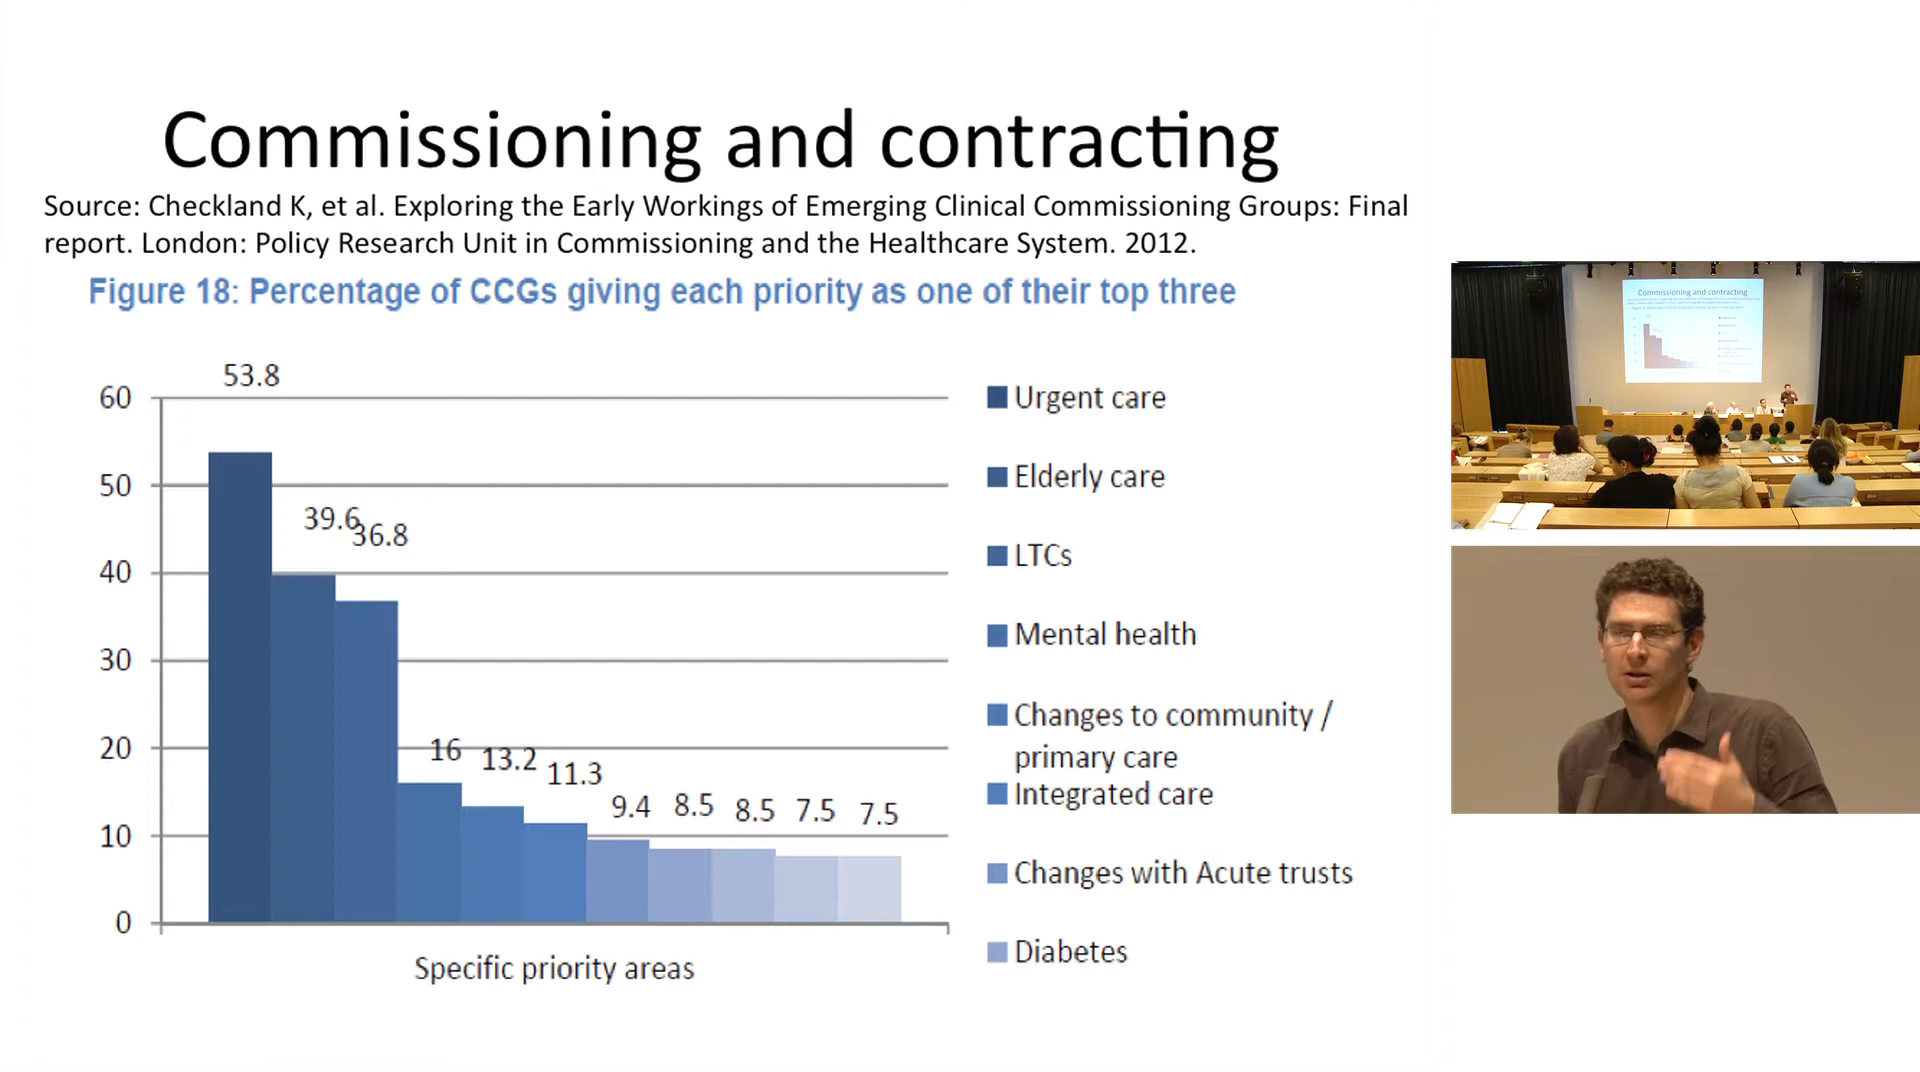 Commissioning and contracting
Source: Checkland K, et al. Exploring the Early Workings of Emerging Clinical Commissioning Groups: Final
report. London: Policy Research Unit in Commissioning and the Healthcare System. 2012.
Figure 18: Percentage of CCGs giving each priority as one of their top three
53.8
39.6
36.8
16
13.2
11.3
9.4
8.5
8.5
7.5
7.5
60
50
40
30
20
10
0
Specific priority areas
Urgent care
Elderly care
LTCs
Mental health
Changes to community /
primary care
Integrated care
Changes with Acute trusts
Diabetes
Commissioning and contracting